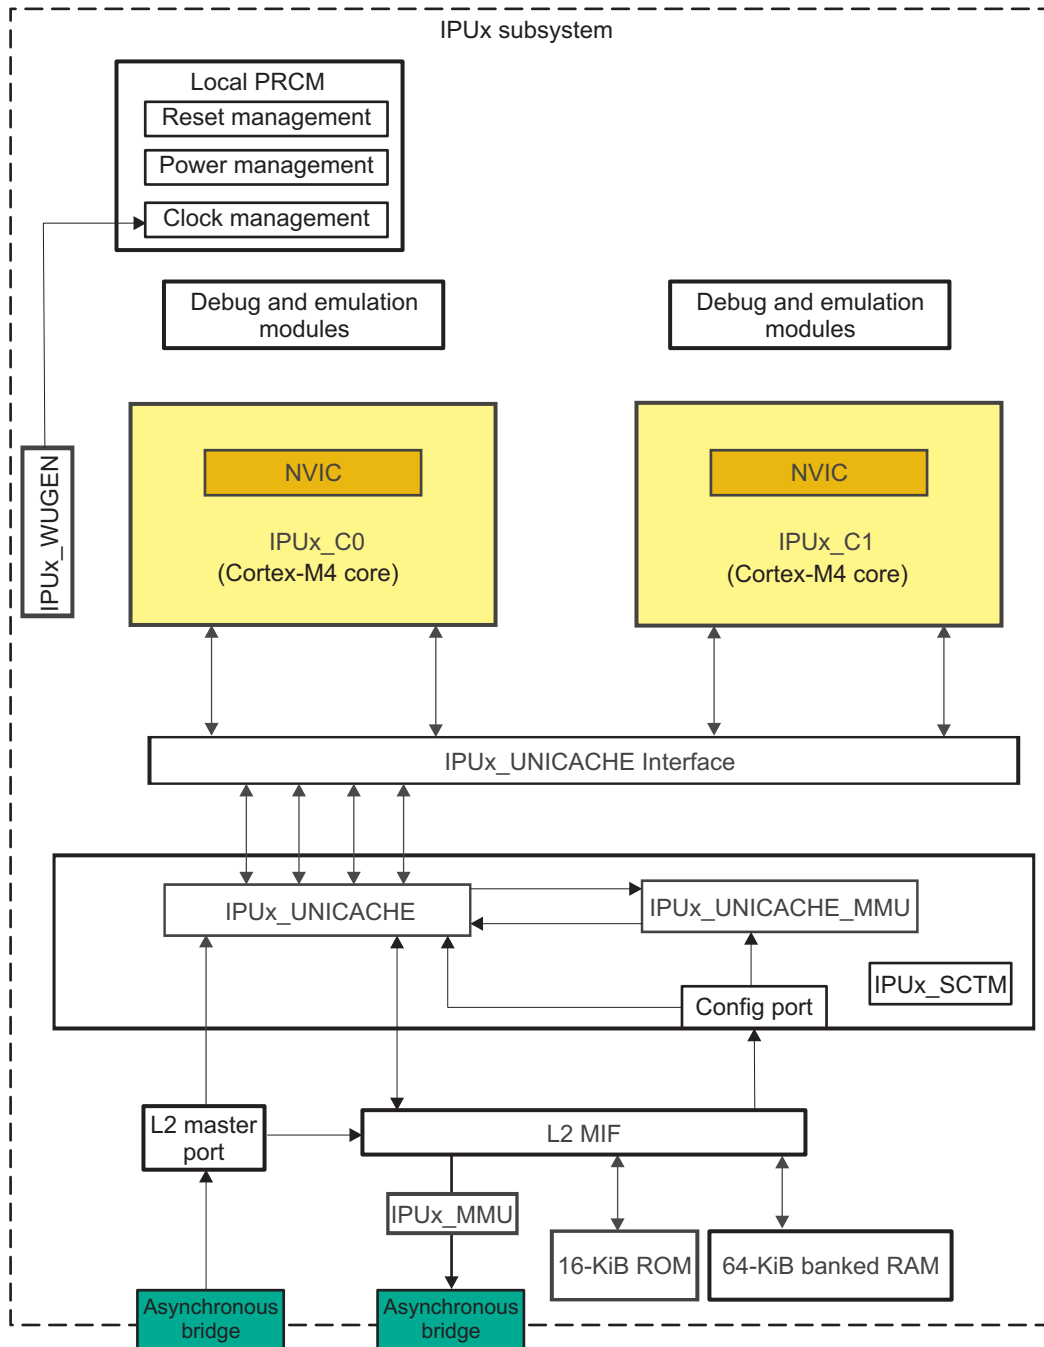 IPUx subsystem
Local PRCM
Reset management
Power management
Clock management
Debug and emulation
modules
Debug and emulation
modules
IPUx_WUGEN
NVIC
IPUx_C0
(Cortex-M4 core)
NVIC
IPUx_C1
(Cortex-M4 core)
IPUx_UNICACHE Interface
IPUx_UNICACHE
IPUx_UNICACHE_MMU
IPUx_SCTM
Config port
L2 master
port
L2 MIF
IPUx_MMU
16-KiB ROM
64-KiB banked RAM
Asynchronous
bridge
Asynchronous
bridge